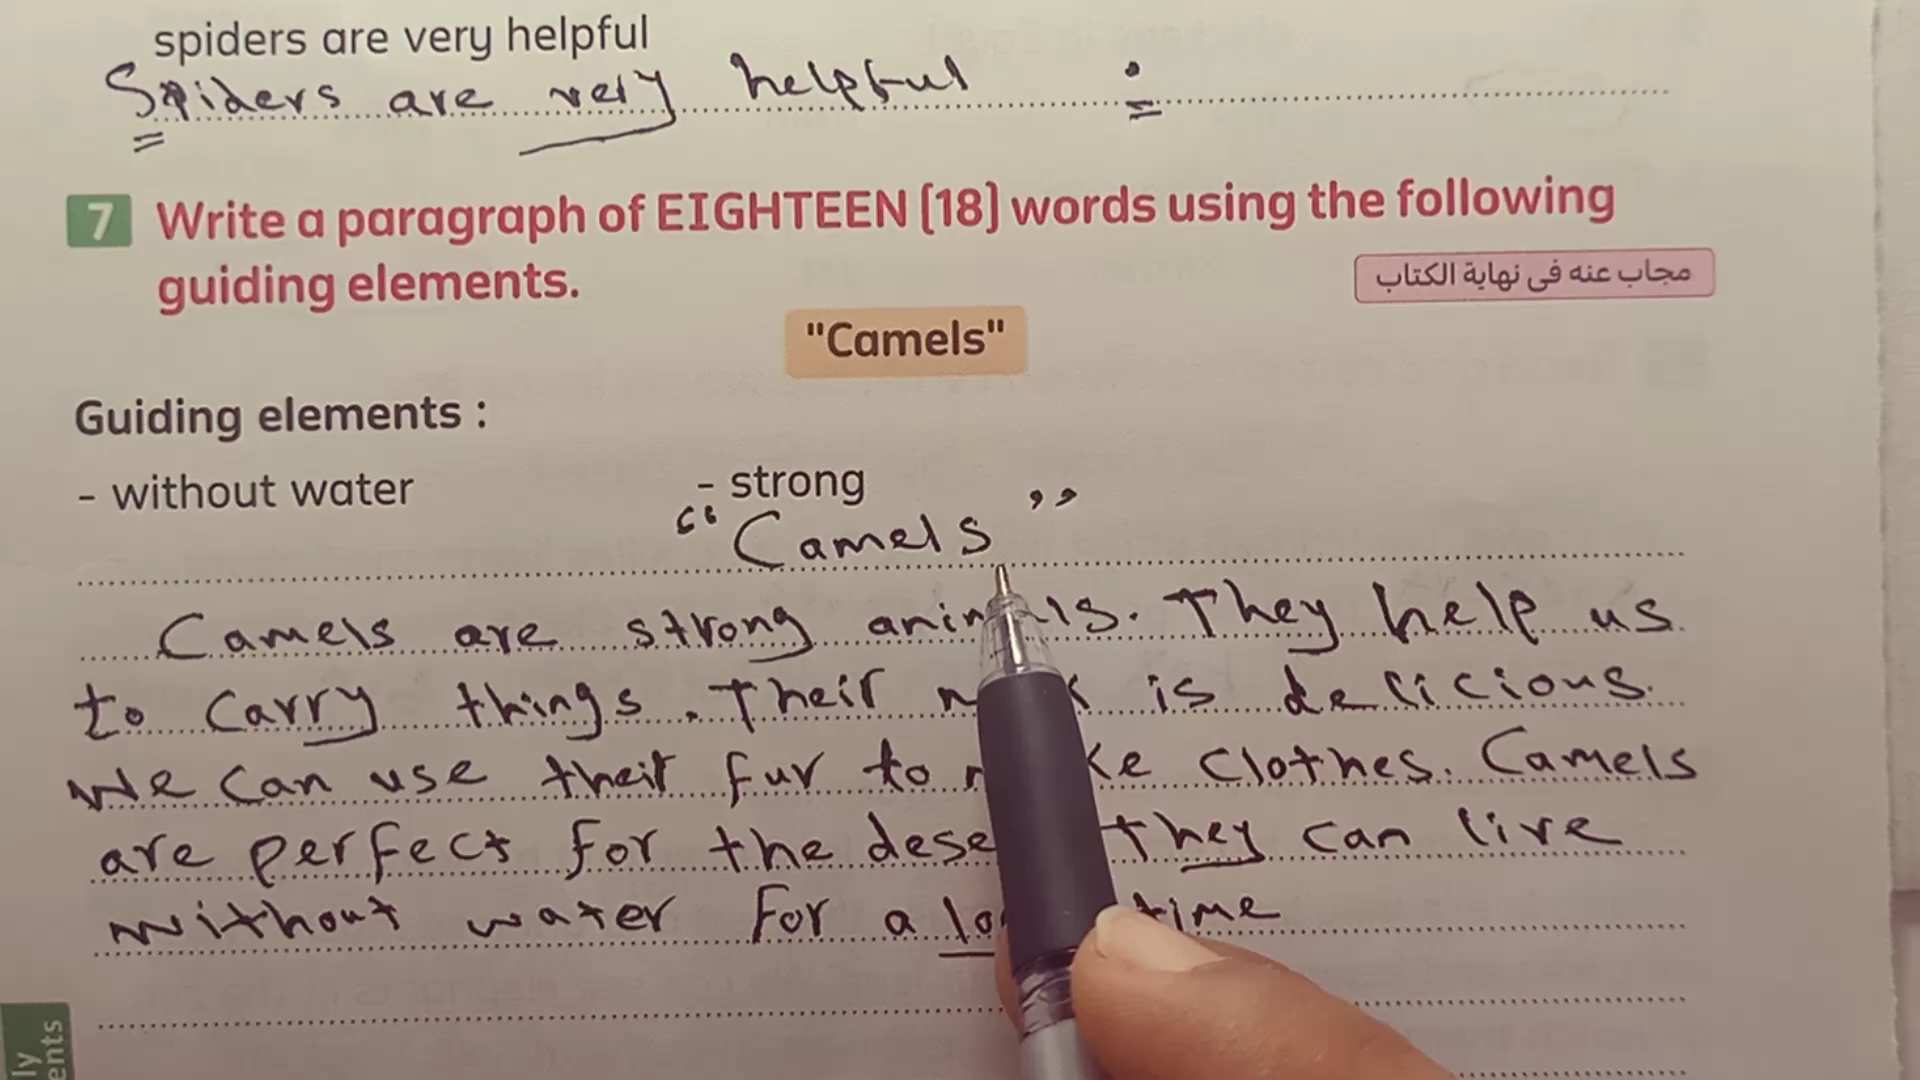 spiders are very helpful
Spiders are very helpful .
7 Write a paragraph of EIGHTEEN (18) words using the following
guiding elements.
مجاب عنه فى نهاية الكتاب
"Camels"
Guiding elements :
- without water - strong
“Camels”
Camels are strong animals. They help us
to carry things. Their is delicious.
We can use their fur to clothes. Camels
are perfect for the They can live
without water for a time